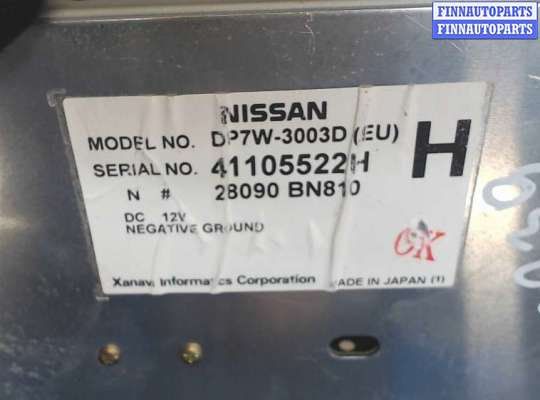 FINNAUTOPARTS
FINNAUTOPARTS
NISSAN
MODEL NO. DP7W-3003D (EU)
H
SERIAL NO. 41105522H
N # 28090 BN810
DC 12V
NEGATIVE GROUND
OK
Xanavi Informatics Corporation MADE IN JAPAN (1)